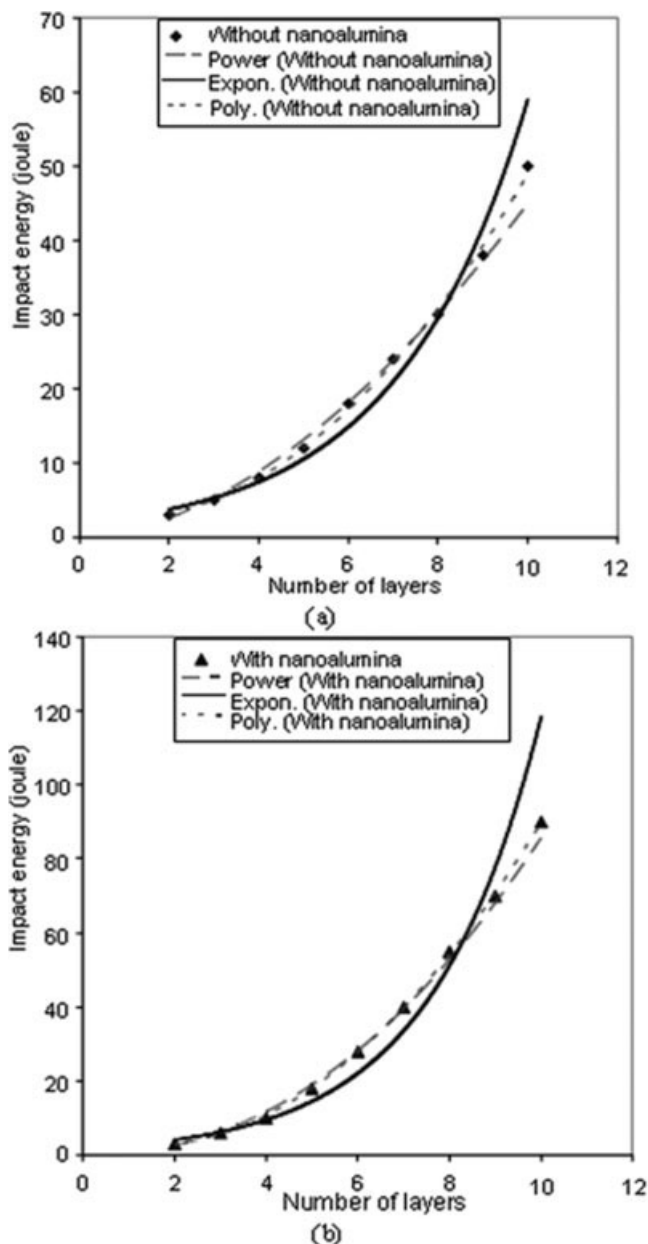 70
60
50
40
30
20
10
0
Impact energy (joule)
Without nanoalumina
Power (Without nanoalumina)
Expon. (Without nanoalumina)
Poly. (Without nanoalumina)
0 2 4 6 8 10 12
Number of layers
(a)
140
120
100
80
60
40
20
0
Impact energy (joule)
With nanoalumina
Power (With nanoalumina)
Expon. (With nanoalumina)
Poly. (With nanoalumina)
0 2 4 6 8 10 12
Number of layers
(b)